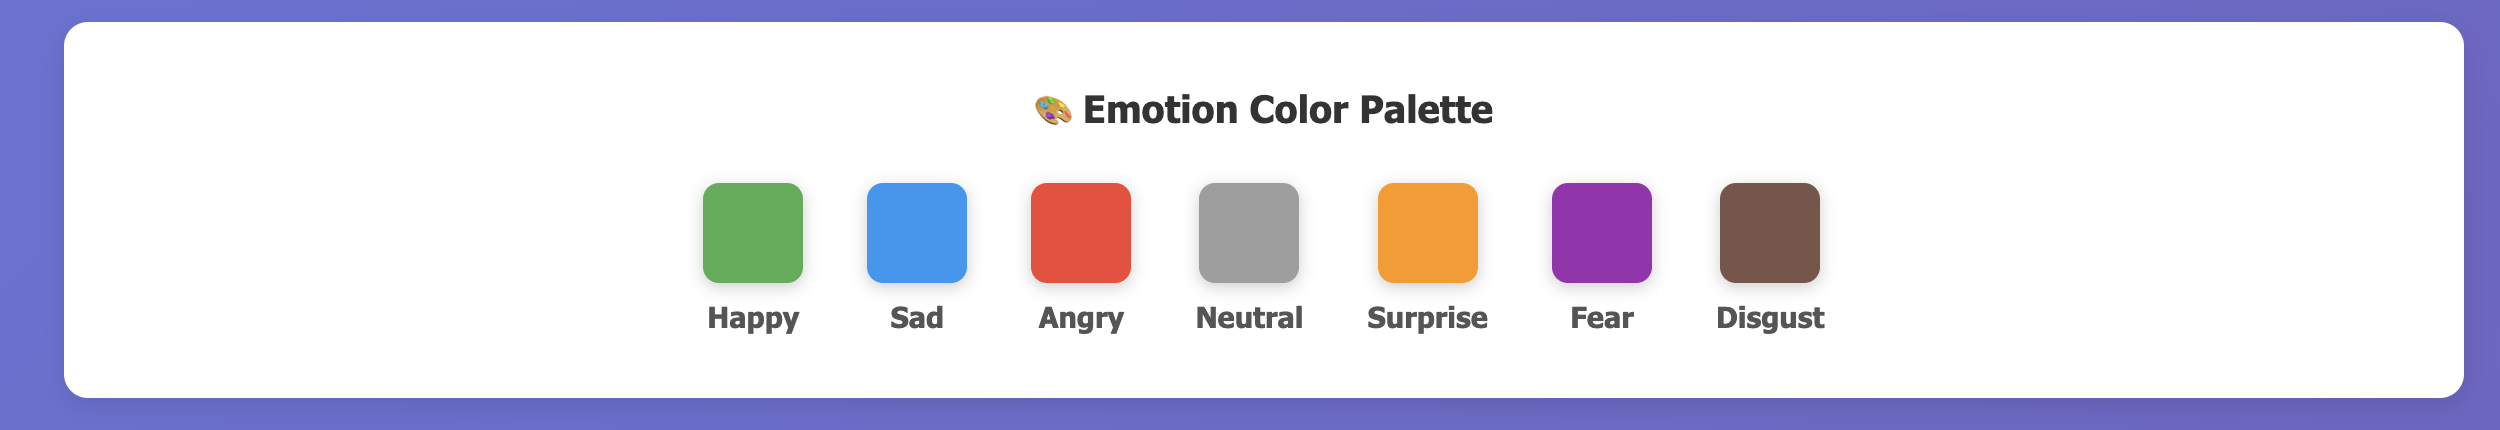 🎨 Emotion Color Palette
Happy Sad Angry Neutral Surprise Fear Disgust